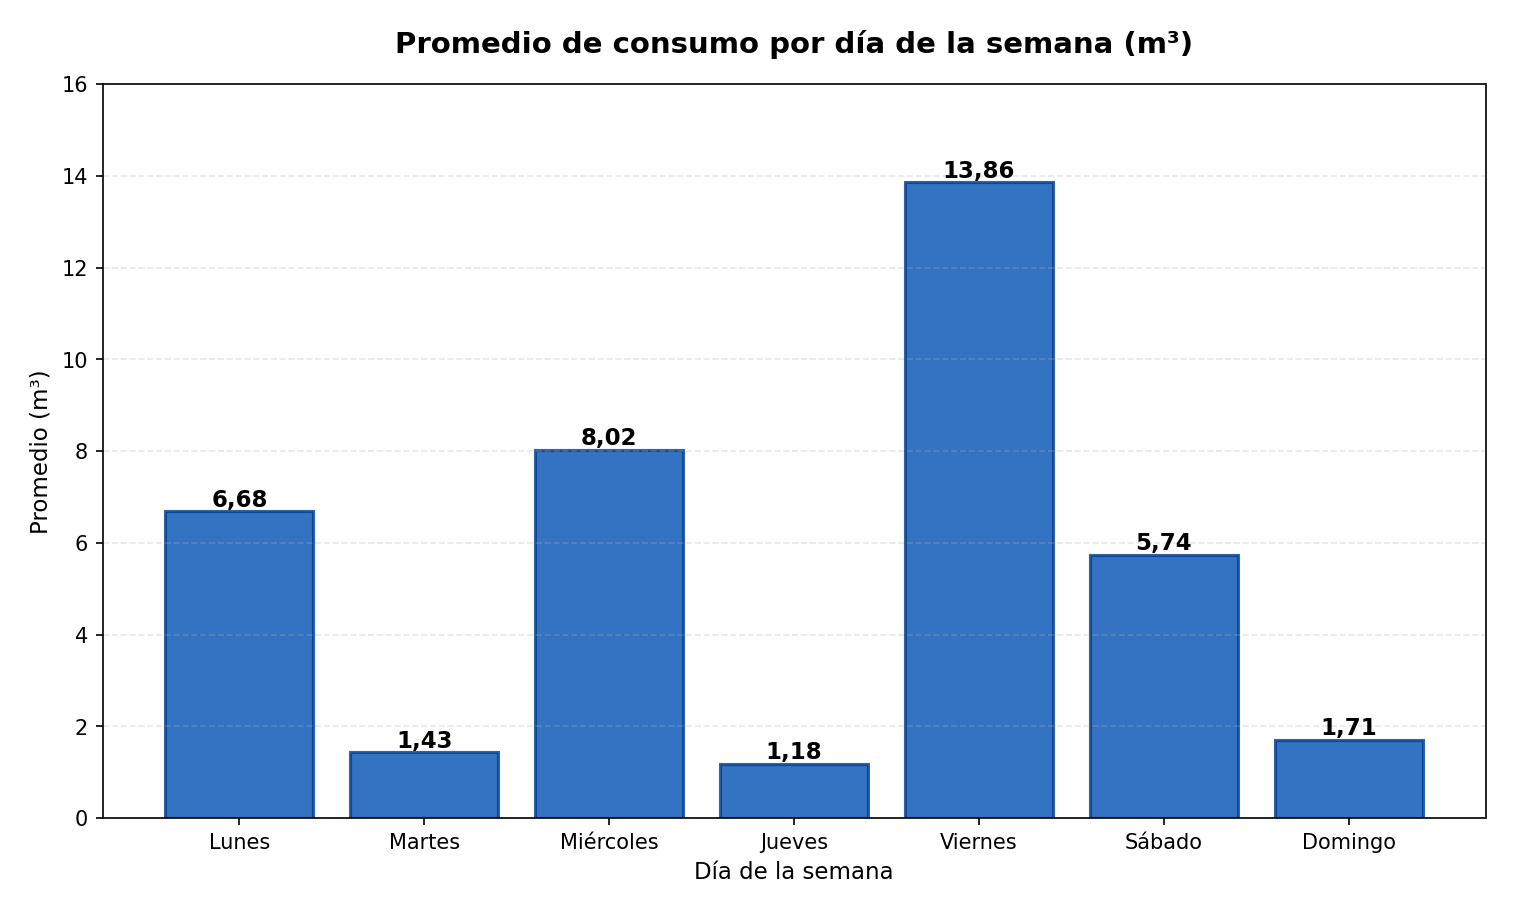 Promedio de consumo por día de la semana (m³)
Promedio (m³)
16
14
12
10
8
6
4
2
0
6,68
1,43
8,02
1,18
13,86
5,74
1,71
Lunes
Martes
Miércoles
Jueves
Viernes
Sábado
Domingo
Día de la semana